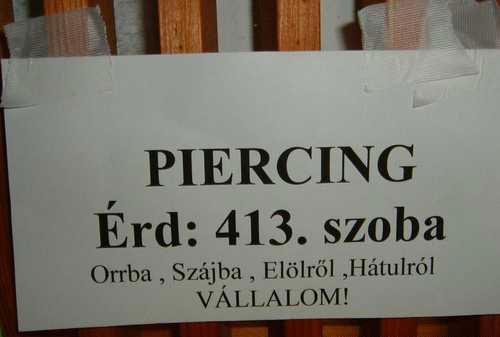 PIERCING
Érd: 413. szoba
Orrba , Szájba , Elölről ,Hátulról
VÁLLALOM!